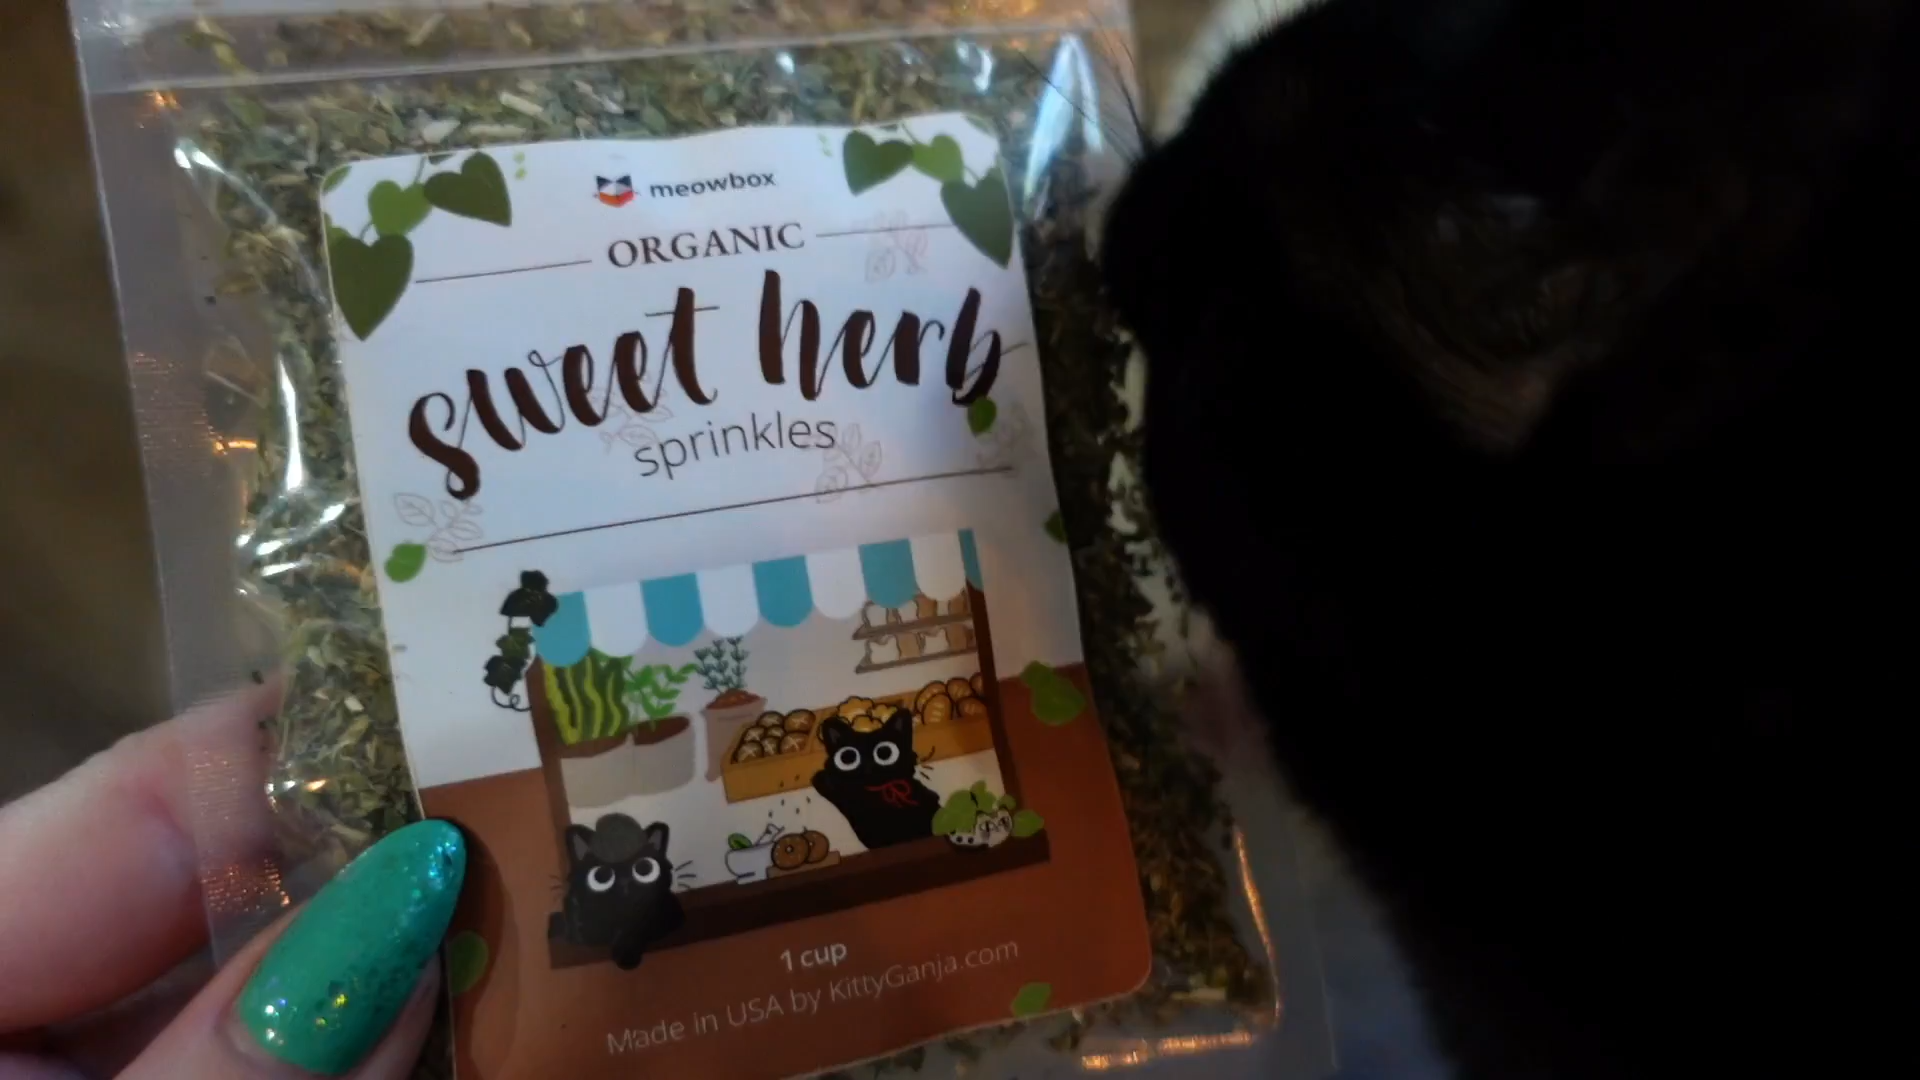 meowbox
ORGANIC
sweet herb
sprinkles
1 cup
Made in USA by KittyGanja.com